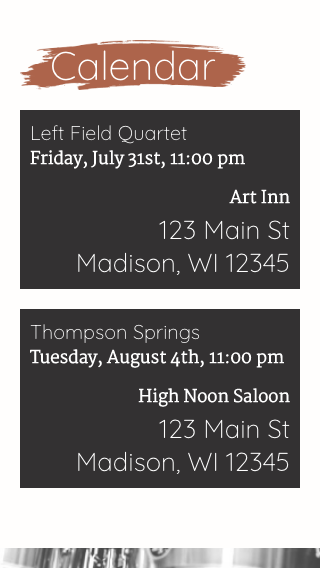 Calendar
Left Field Quartet
Friday, July 31st, 11:00 pm
Art Inn
123 Main St
Madison, WI 12345
Thompson Springs
Tuesday, August 4th, 11:00 pm
High Noon Saloon
123 Main St
Madison, WI 12345